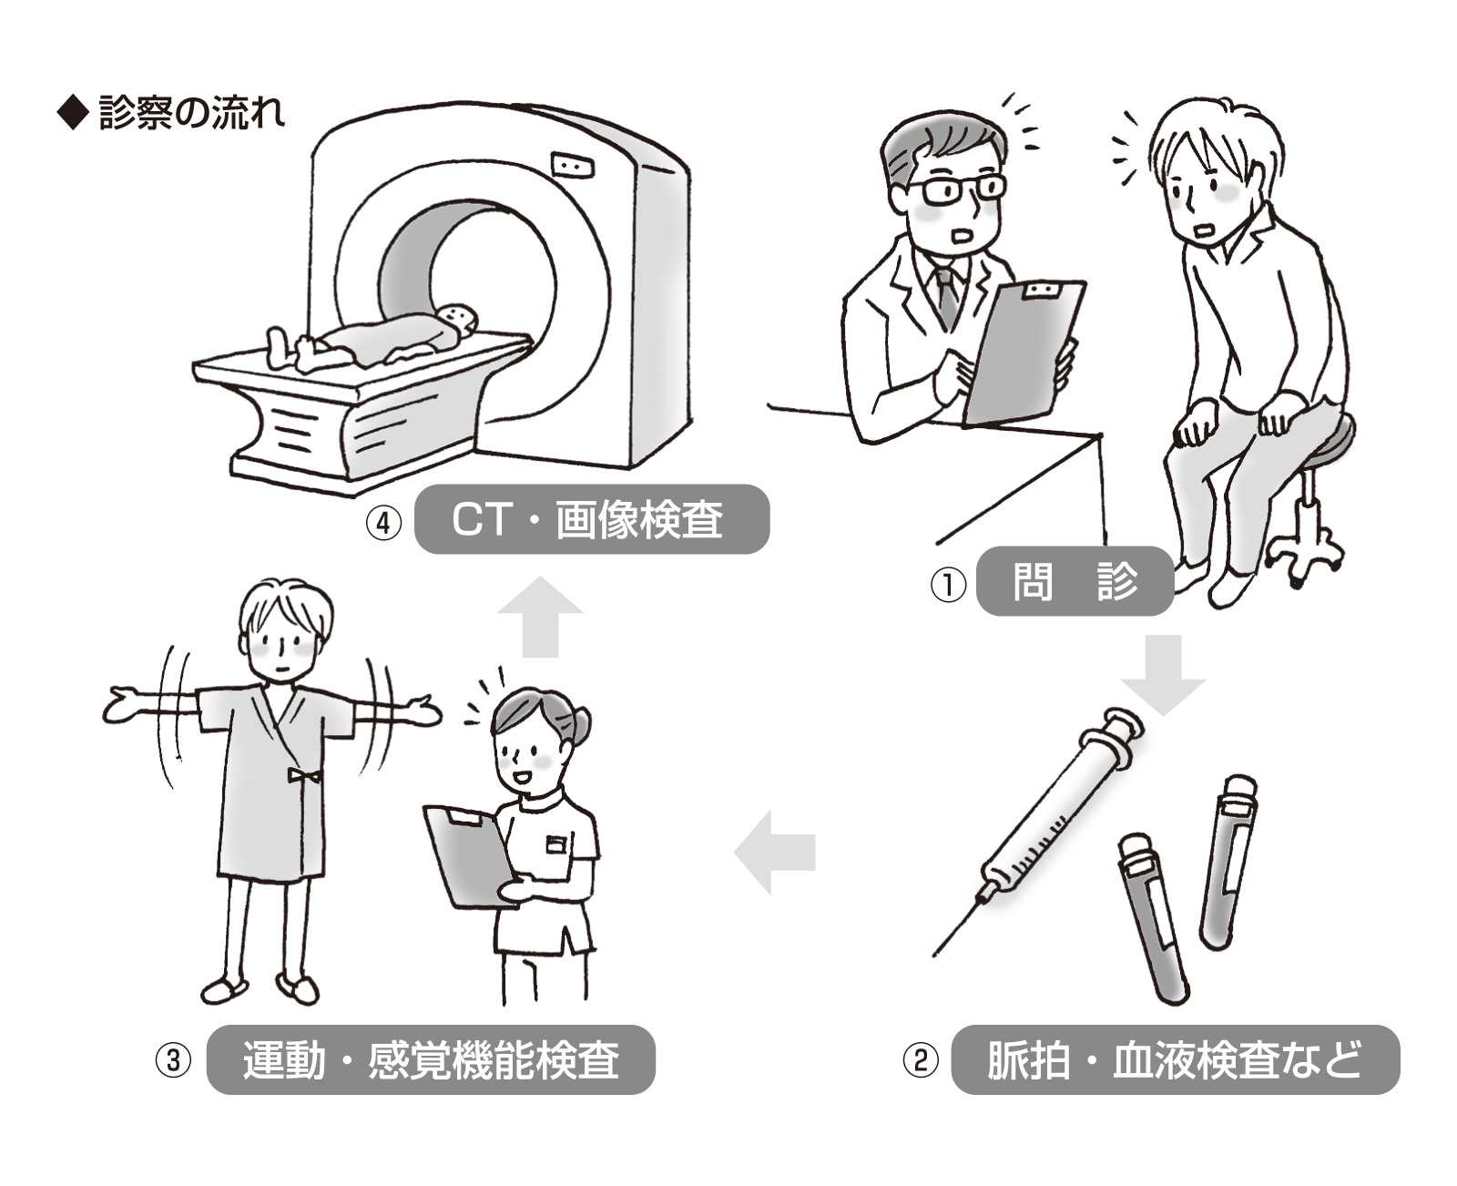 ◆診察の流れ
① 問　診
② 脈拍・血液検査など
③ 運動・感覚機能検査
④ CT・画像検査